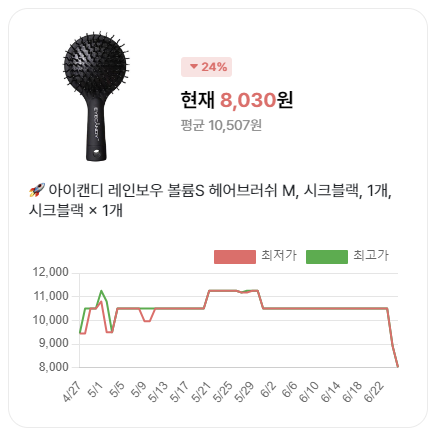 ▼ 24%
현재 8,030원
평균 10,507원
🚀 아이캔디 레인보우 볼륨S 헤어브러쉬 M, 시크블랙, 1개,
시크블랙 × 1개
최저가 최고가
12,000
11,000
10,000
9,000
8,000
4/27 5/1 5/5 5/9 5/13 5/17 5/21 5/25 5/29 6/2 6/6 6/10 6/14 6/18 6/22